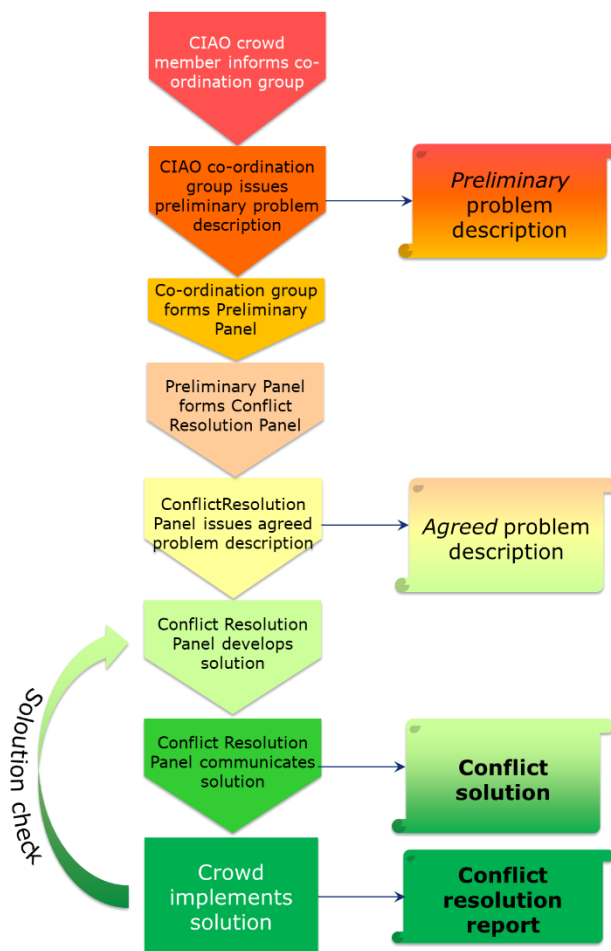 CIAO crowd
member informs co-
ordination group
CIAO co-ordination
group issues
preliminary problem
description
Preliminary
problem
description
Co-ordination group
forms Preliminary
Panel
Preliminary Panel
forms Conflict
Resolution Panel
ConflictResolution
Panel issues agreed
problem description
Agreed problem
description
Conflict Resolution
Panel develops
solution
Soloution check
Conflict Resolution
Panel communicates
solution
Conflict
solution
Crowd
implements
solution
Conflict
resolution
report